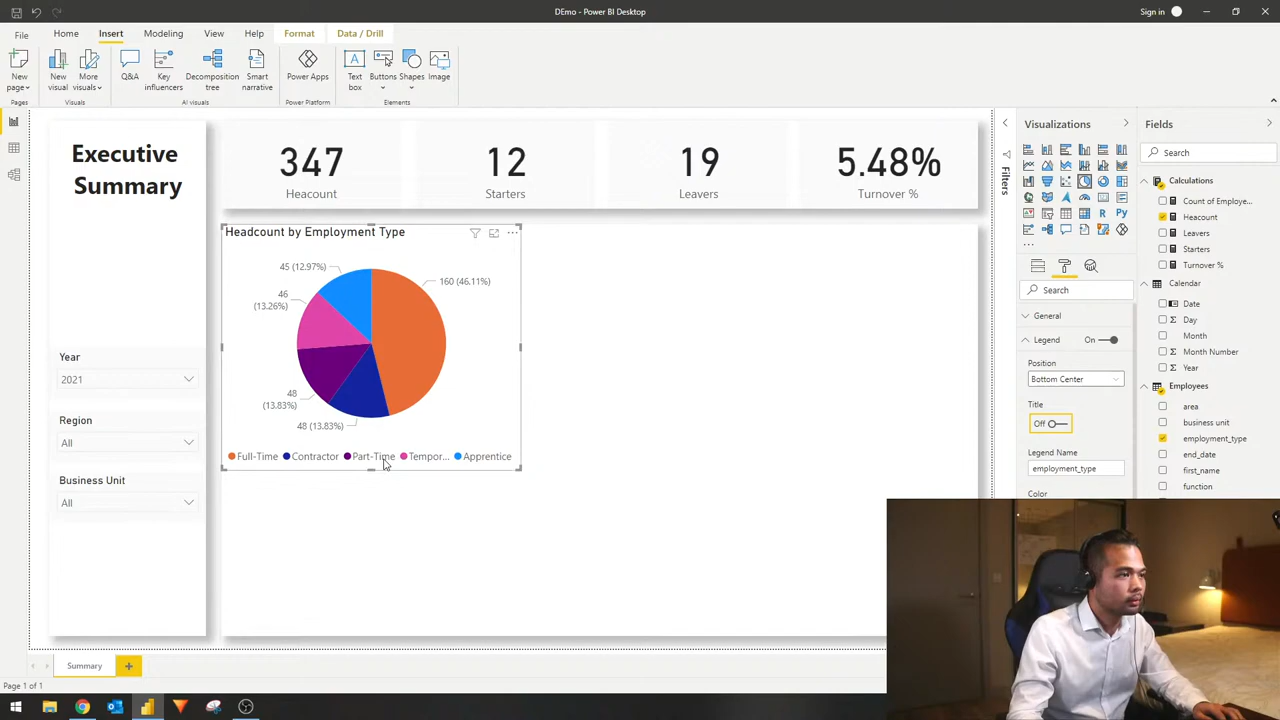 DEmo - Power BI Desktop
Sign in
File
Home
Insert
Modeling
View
Help
Format
Data / Drill
New page
New visual
More visuals
Q&A
Key influencers
Decomposition tree
Smart narrative
Power Apps
Text box
Buttons
Shapes
Image
Pages
Visuals
AI visuals
Power Platform
Elements
Executive
Summary
347
Heacount
12
Starters
19
Leavers
5.48%
Turnover %
Year
2021
Region
All
Business Unit
All
Headcount by Employment Type
45 (12.97%)
160 (46.11%)
46
(13.26%)
48
(13.83%)
48 (13.83%)
Full-Time
Contractor
Part-Time
Tempor...
Apprentice
Filters
Visualizations
R
Py
Search
General
Legend
On
Position
Bottom Center
Title
Off
Legend Name
employment_type
Color
Fields
Search
Calculations
Count of Employe...
Heacount
Leavers
Starters
Turnover %
Calendar
Date
Day
Month
Month Number
Year
Employees
area
business unit
employment_type
end_date
first_name
function
Summary
Page 1 of 1